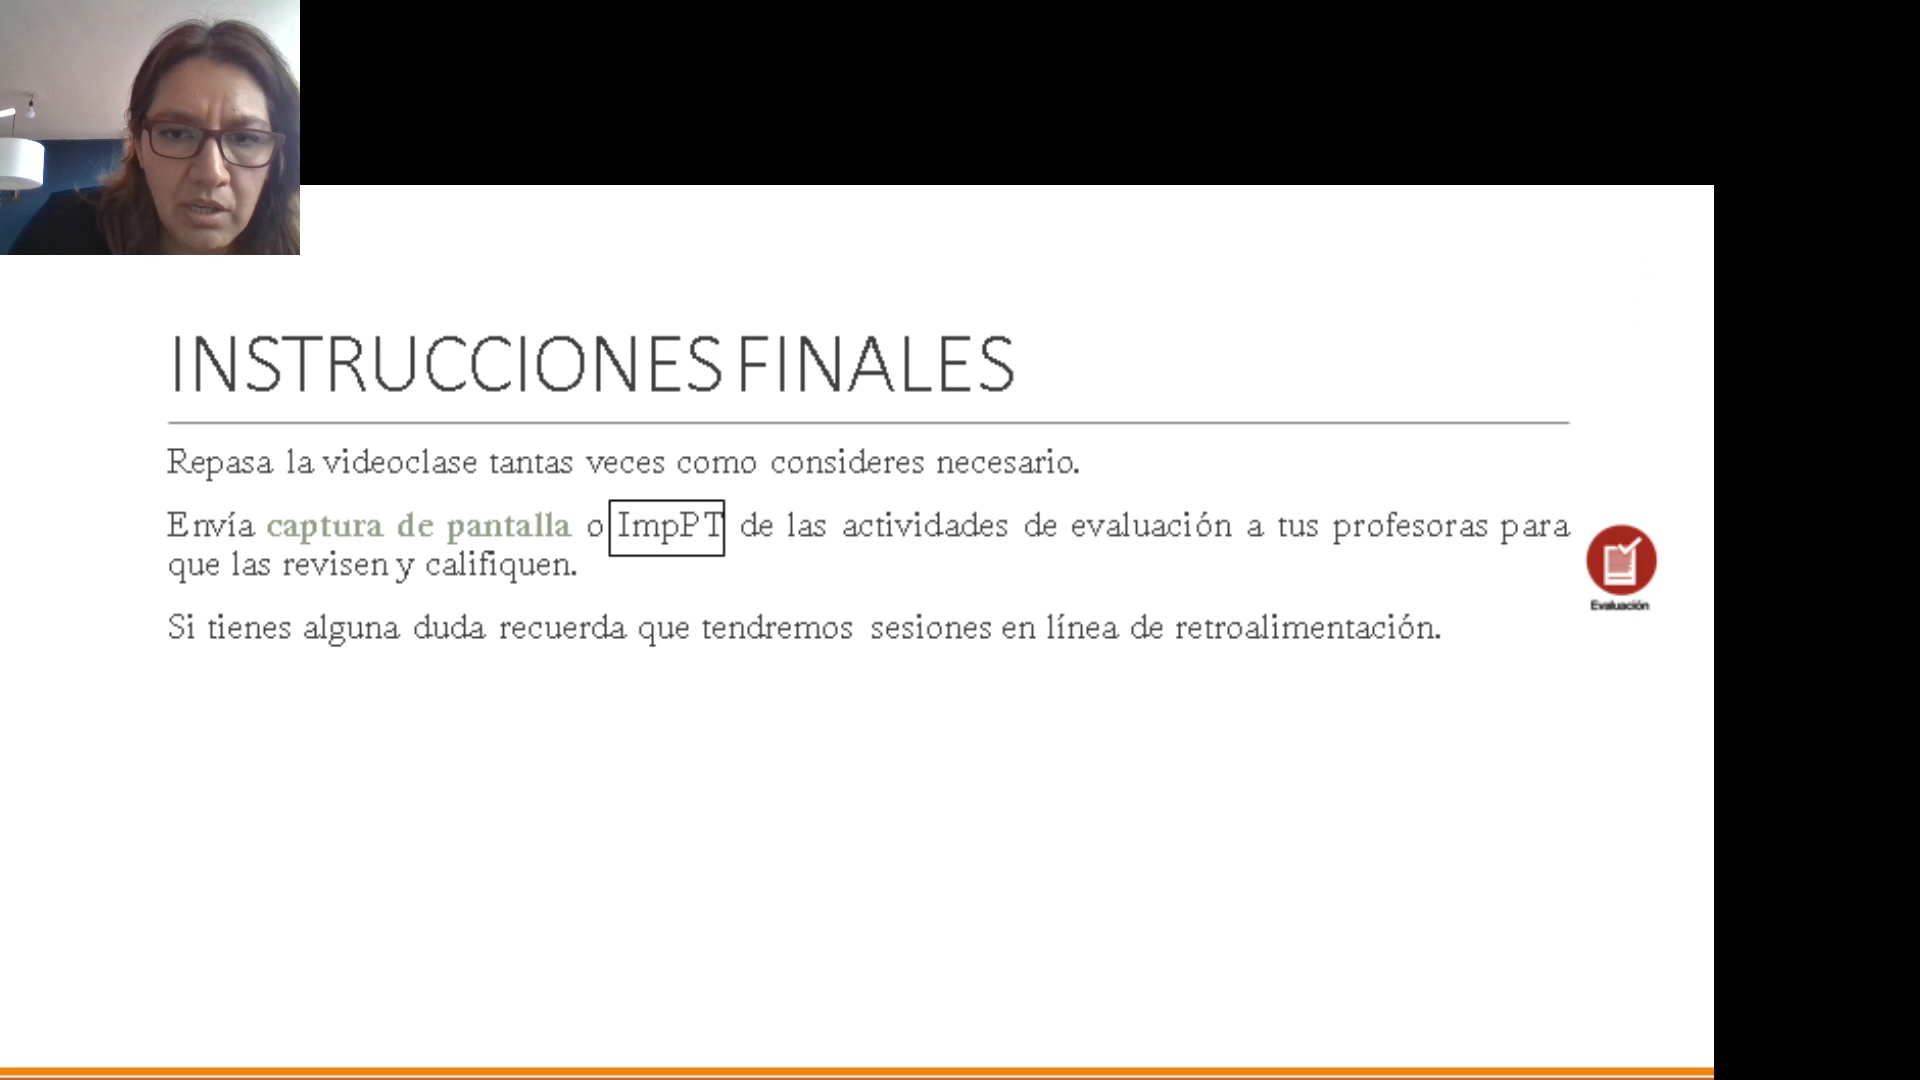 INSTRUCCIONES FINALES
Repasa la videoclase tantas veces como consideres necesario.
Envía captura de pantalla o ImpPT de las actividades de evaluación a tus profesoras para
que las revisen y califiquen.
Evaluación
Si tienes alguna duda recuerda que tendremos sesiones en línea de retroalimentación.